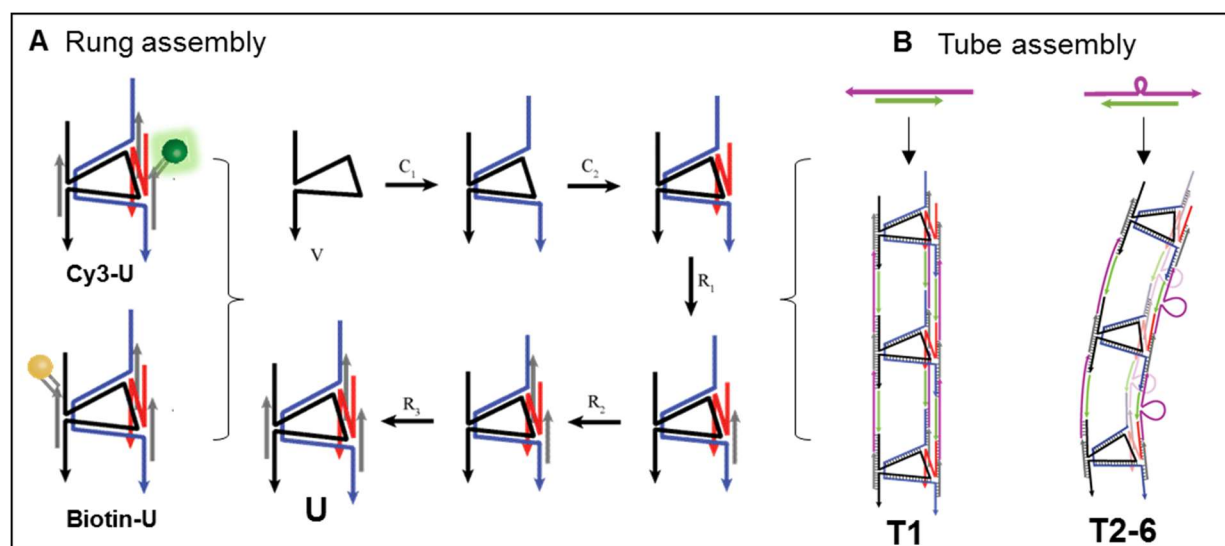 A Rung assembly
B Tube assembly
Cy3-U
V
C1
C2
R1
R2
R3
U
Biotin-U
T1
T2-6